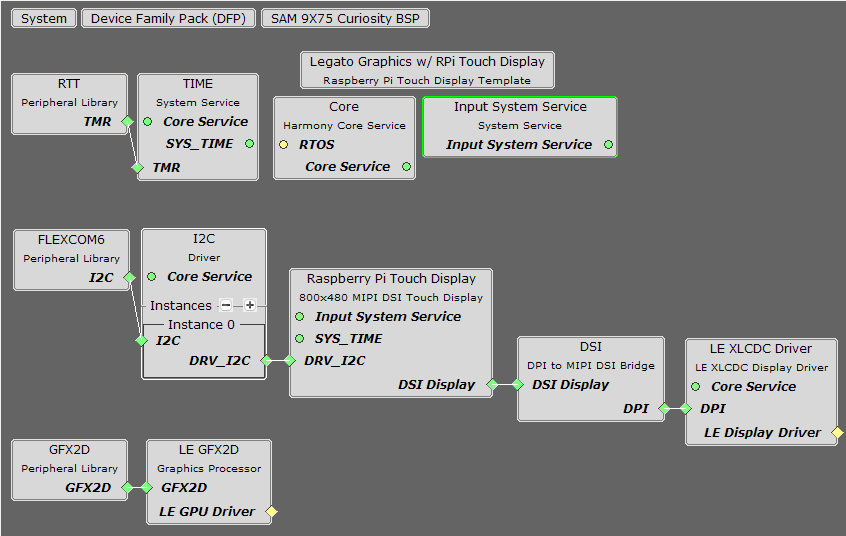 System
Device Family Pack (DFP)
SAM 9X75 Curiosity BSP
Legato Graphics w/ RPi Touch Display
Raspberry Pi Touch Display Template
RTT
Peripheral Library
TMR
TIME
System Service
Core Service
SYS_TIME
TMR
Core
Harmony Core Service
RTOS
Core Service
Input System Service
System Service
Input System Service
FLEXCOM6
Peripheral Library
I2C
I2C
Driver
Core Service
Instances
Instance 0
I2C
DRV_I2C
Raspberry Pi Touch Display
800x480 MIPI DSI Touch Display
Input System Service
SYS_TIME
DRV_I2C
DSI Display
DSI
DPI to MIPI DSI Bridge
DSI Display
DPI
LE XLCDC Driver
LE XLCDC Display Driver
Core Service
DPI
LE Display Driver
GFX2D
Peripheral Library
GFX2D
LE GFX2D
Graphics Processor
GFX2D
LE GPU Driver